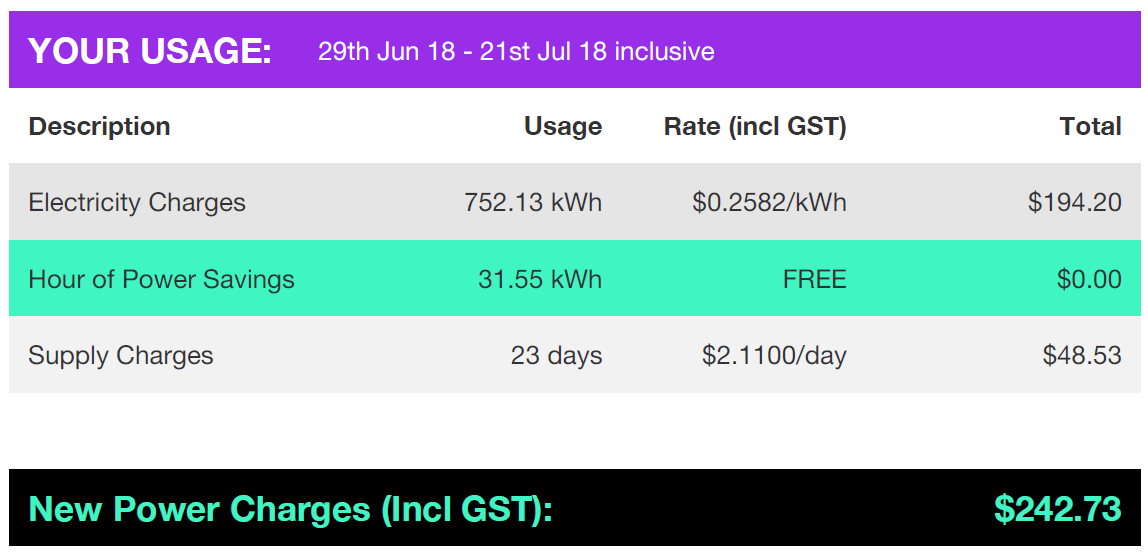 YOUR USAGE: 29th Jun 18 - 21st Jul 18 inclusive
Description Usage Rate (incl GST) Total
Electricity Charges 752.13 kWh $0.2582/kWh $194.20
Hour of Power Savings 31.55 kWh FREE $0.00
Supply Charges 23 days $2.1100/day $48.53
New Power Charges (Incl GST): $242.73